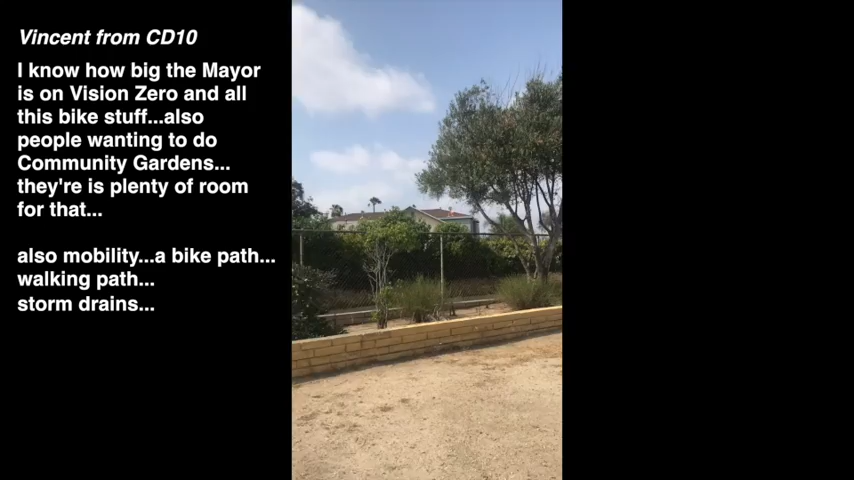 Vincent from CD10
I know how big the Mayor
is on Vision Zero and all
this bike stuff...also
people wanting to do
Community Gardens...
they're is plenty of room
for that...
also mobility...a bike path...
walking path...
storm drains...